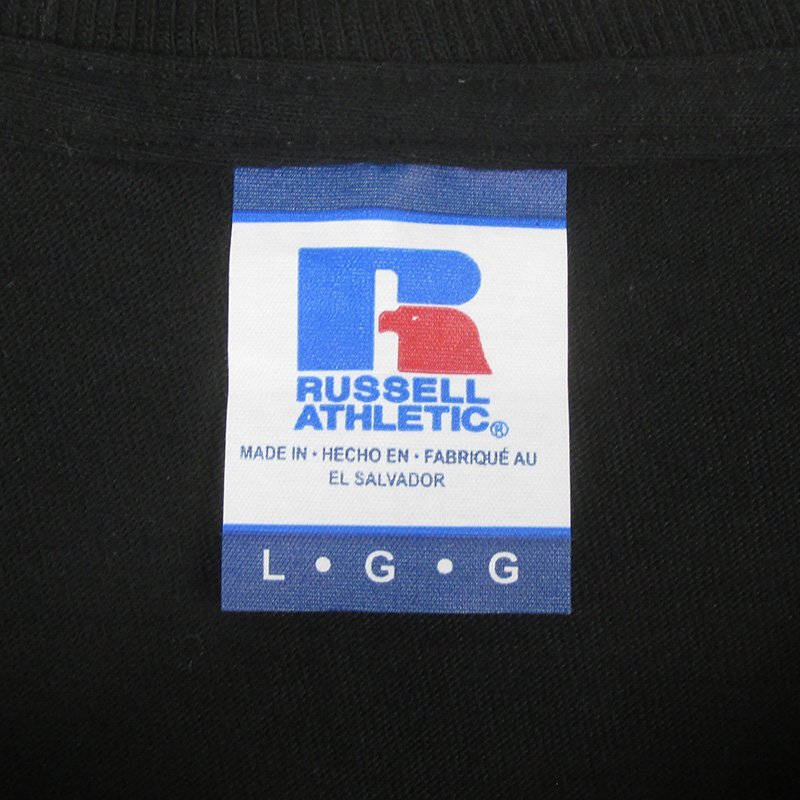 RUSSELL
ATHLETIC®
MADE IN • HECHO EN • FABRIQUÉ AU
EL SALVADOR
L • G • G